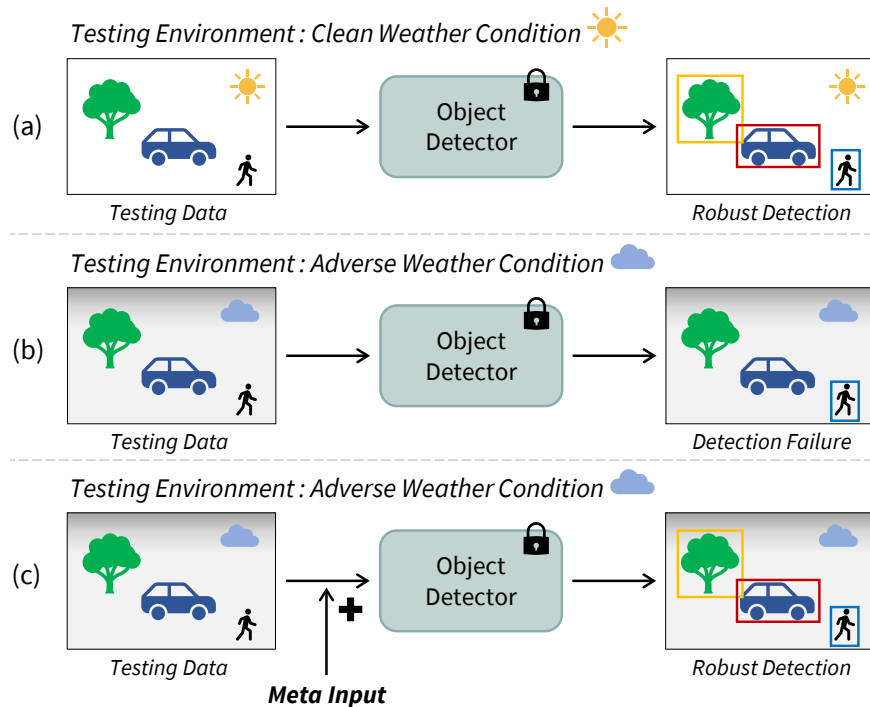 Testing Environment : Clean Weather Condition
(a)
Object
Detector
Testing Data
Robust Detection
Testing Environment : Adverse Weather Condition
(b)
Object
Detector
Testing Data
Detection Failure
Testing Environment : Adverse Weather Condition
(c)
Object
Detector
Testing Data
Robust Detection
Meta Input